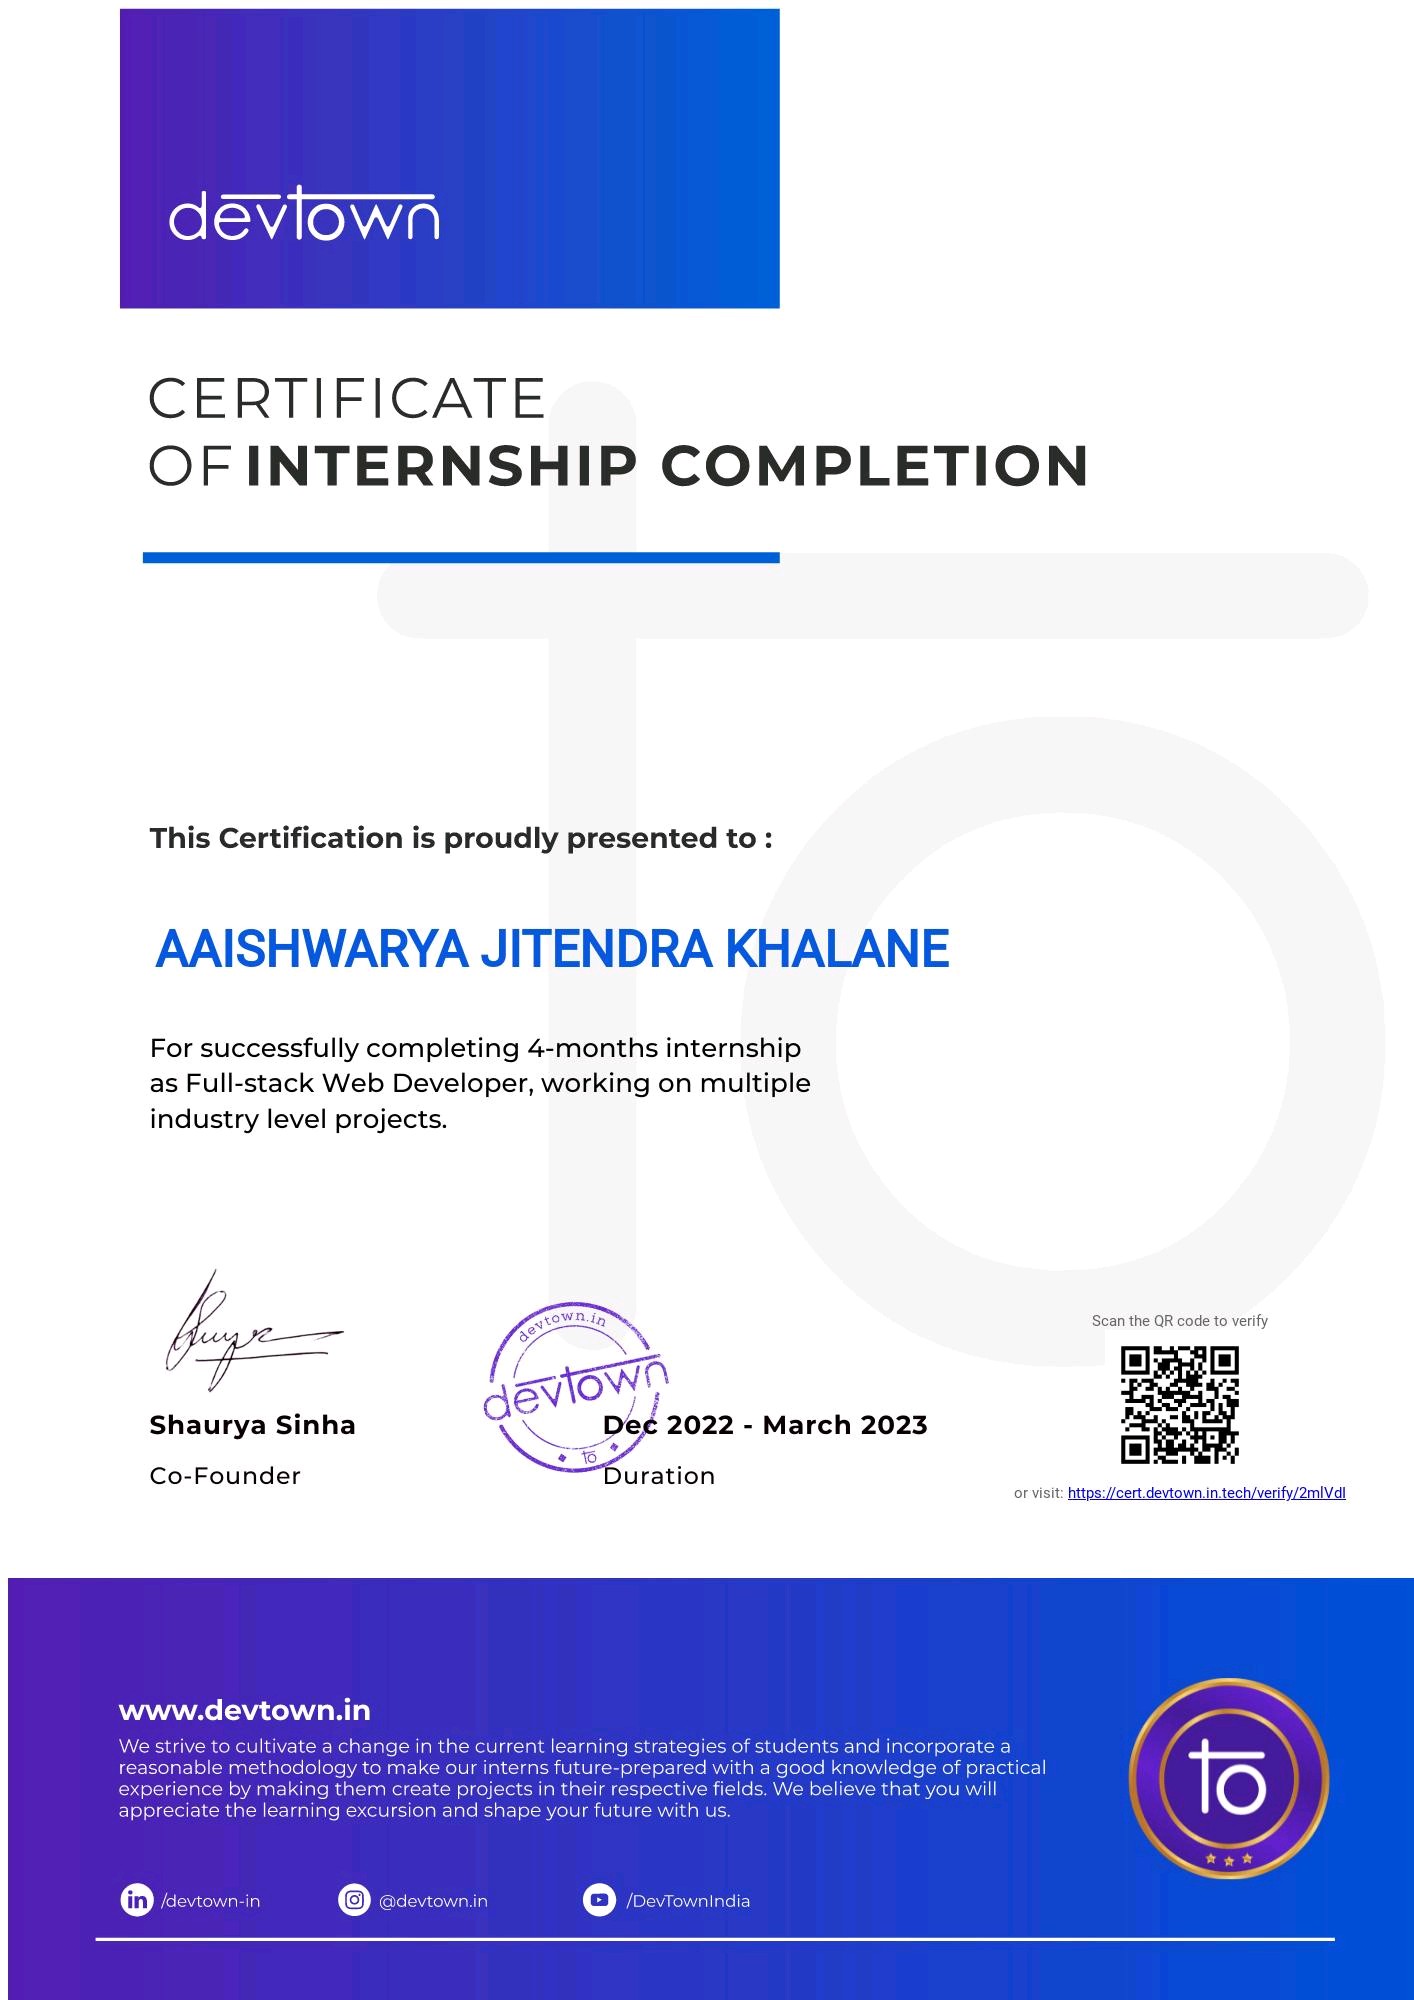 devtown
CERTIFICATE
OF INTERNSHIP COMPLETION
This Certification is proudly presented to :
AAISHWARYA JITENDRA KHALANE
For successfully completing 4-months internship
as Full-stack Web Developer, working on multiple
industry level projects.
devtown.in
devtown
to
Shaurya Sinha
Co-Founder
Dec 2022 - March 2023
Duration
Scan the QR code to verify
or visit: https://cert.devtown.in.tech/verify/2mlVdI
www.devtown.in
We strive to cultivate a change in the current learning strategies of students and incorporate a
reasonable methodology to make our interns future-prepared with a good knowledge of practical
experience by making them create projects in their respective fields. We believe that you will
appreciate the learning excursion and shape your future with us.
to
in /devtown-in
@devtown.in
/DevTownIndia